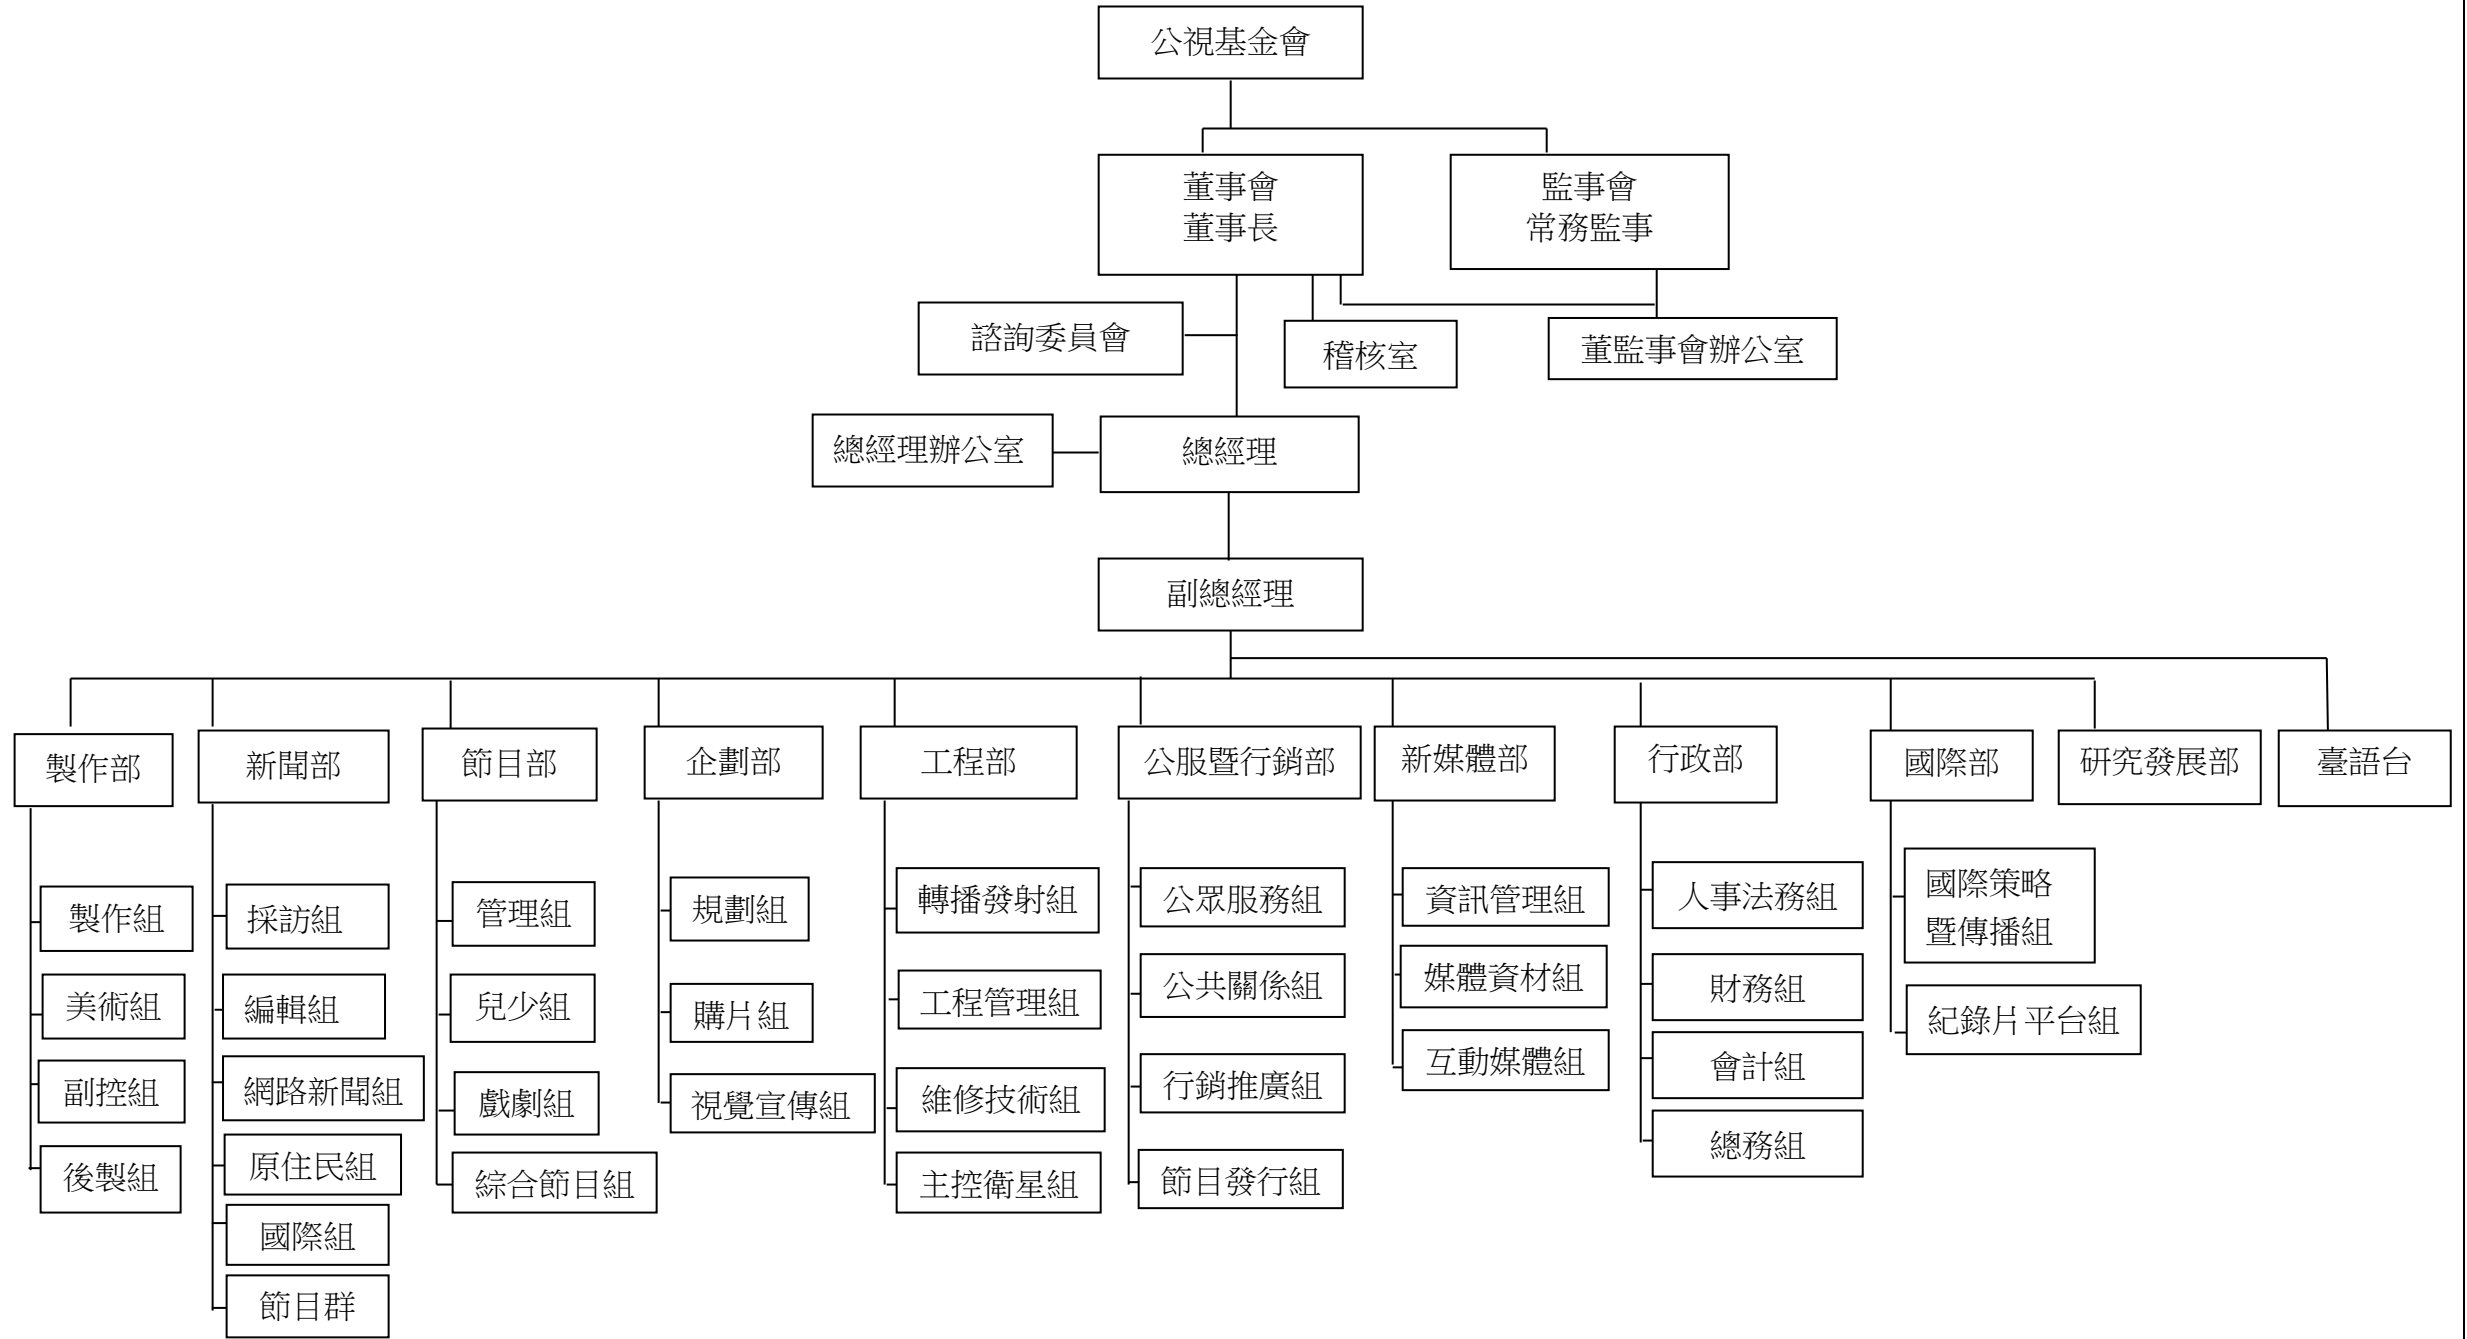 公視基金會
董事會
董事長
監事會
常務監事
諮詢委員會
稽核室
董監事會辦公室
總經理辦公室
總經理
副總經理
製作部
新聞部
節目部
企劃部
工程部
公服暨行銷部
新媒體部
行政部
國際部
研究發展部
臺語台
製作組
美術組
副控組
後製組
採訪組
編輯組
網路新聞組
原住民組
國際組
節目群
管理組
兒少組
戲劇組
綜合節目組
規劃組
購片組
視覺宣傳組
轉播發射組
工程管理組
維修技術組
主控衛星組
公眾服務組
公共關係組
行銷推廣組
節目發行組
資訊管理組
媒體資材組
互動媒體組
人事法務組
財務組
會計組
總務組
國際策略
暨傳播組
紀錄片平台組